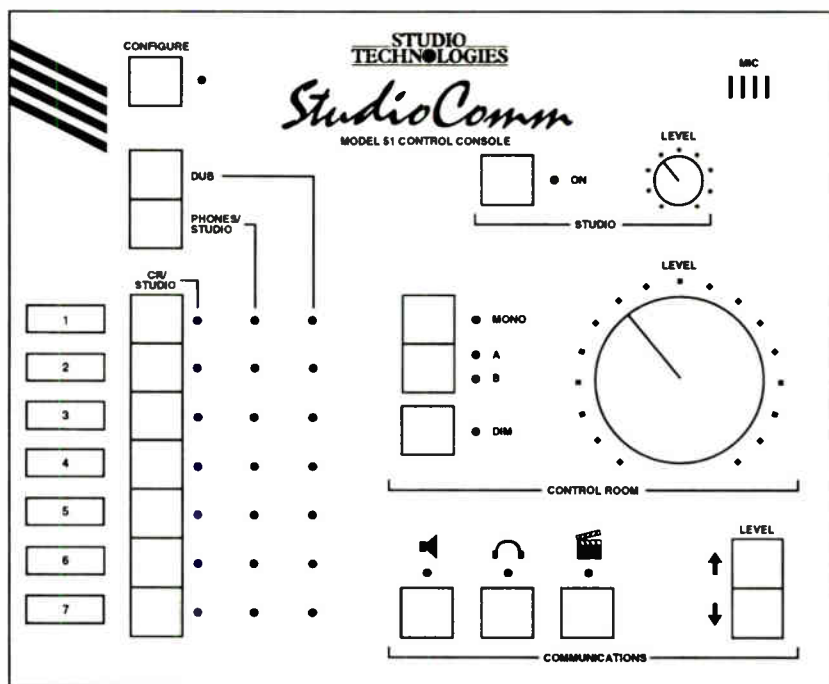 CONFIGURE
STUDIO
TECHNOLOGIES
StudioComm
MODEL 51 CONTROL CONSOLE
MIC
DUB
PHONES/
STUDIO
CR/
STUDIO
1
2
3
4
5
6
7
ON
LEVEL
STUDIO
LEVEL
MONO
A
B
DIM
CONTROL ROOM
LEVEL
COMMUNICATIONS